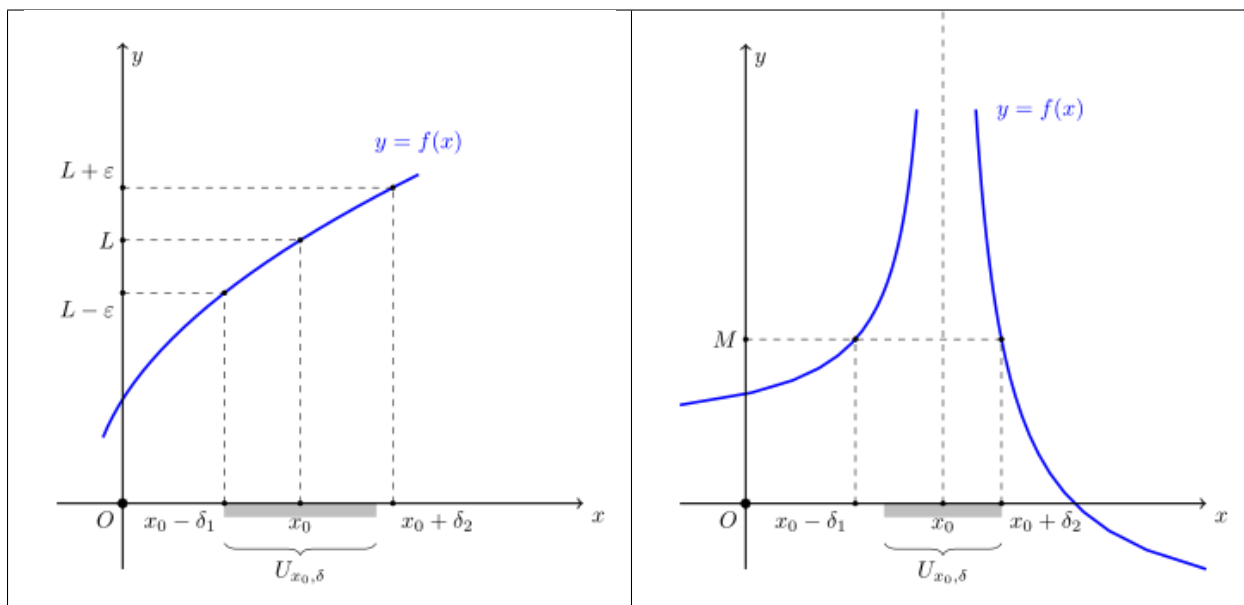 y
y = f(x)
L + ε
L
L − ε
O
x₀ − δ₁
x₀
x₀ + δ₂
x
U_{x₀,δ}
y
y = f(x)
M
O
x₀ − δ₁
x₀
x₀ + δ₂
x
U_{x₀,δ}